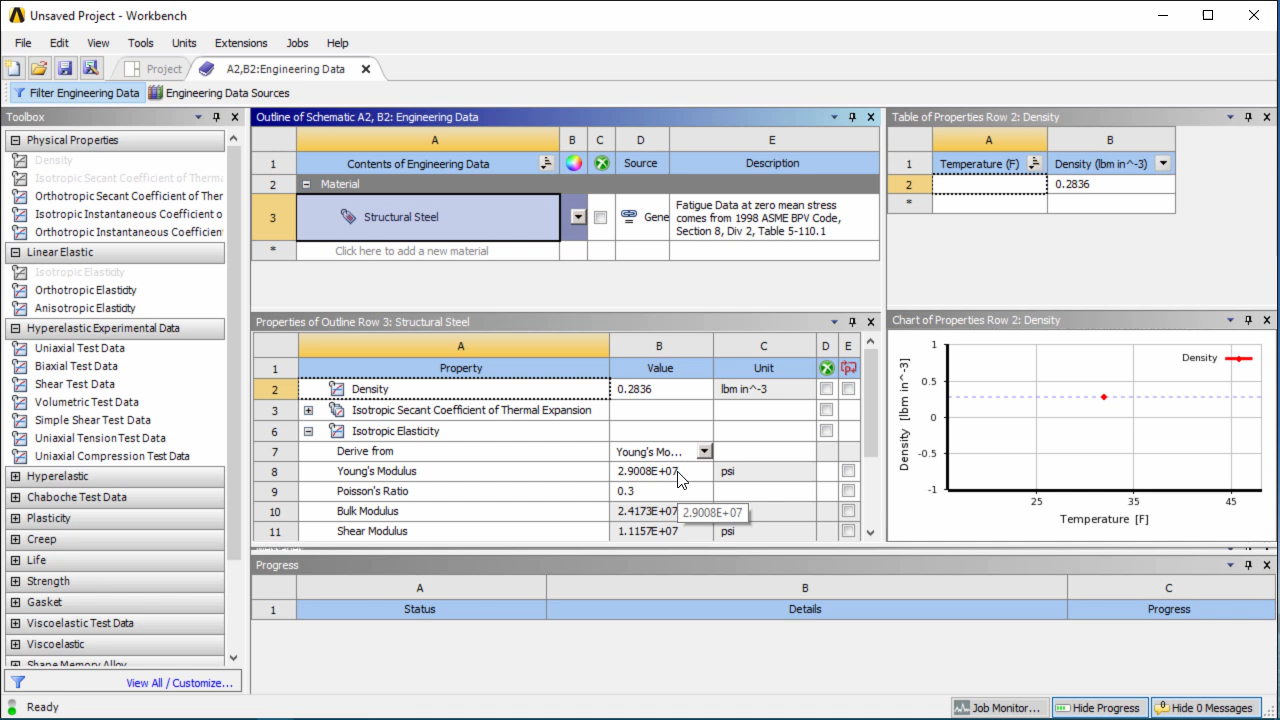 Unsaved Project - Workbench
File Edit View Tools Units Extensions Jobs Help
Project A2,B2:Engineering Data
Filter Engineering Data Engineering Data Sources
Toolbox
Physical Properties
Density
Isotropic Secant Coefficient of Therma
Orthotropic Secant Coefficient of Ther
Isotropic Instantaneous Coefficient o
Orthotropic Instantaneous Coefficien
Linear Elastic
Isotropic Elasticity
Orthotropic Elasticity
Anisotropic Elasticity
Hyperelastic Experimental Data
Uniaxial Test Data
Biaxial Test Data
Shear Test Data
Volumetric Test Data
Simple Shear Test Data
Uniaxial Tension Test Data
Uniaxial Compression Test Data
Hyperelastic
Chaboche Test Data
Plasticity
Creep
Life
Strength
Gasket
Viscoelastic Test Data
Viscoelastic
Shape Memory Alloy
View All / Customize...
Outline of Schematic A2, B2: Engineering Data
A B C D E
1 Contents of Engineering Data Source Description
2 Material
3 Structural Steel Gene Fatigue Data at zero mean stress
comes from 1998 ASME BPV Code,
Section 8, Div 2, Table 5-110.1
* Click here to add a new material
Properties of Outline Row 3: Structural Steel
A B C D E
1 Property Value Unit
2 Density 0.2836 lbm in^-3
3 Isotropic Secant Coefficient of Thermal Expansion
6 Isotropic Elasticity
7 Derive from Young's Mo...
8 Young's Modulus 2.9008E+07 psi
9 Poisson's Ratio 0.3
10 Bulk Modulus 2.4173E+07
2.9008E+07
11 Shear Modulus 1.1157E+07 psi
Table of Properties Row 2: Density
A B
1 Temperature (F) Density (lbm in^-3)
2 0.2836
*
Chart of Properties Row 2: Density
Density
1
0.5
0
-0.5
-1
Density [lbm in^-3]
25 35 45
Temperature [F]
Progress
A B C
1 Status Details Progress
Ready
Job Monitor... Hide Progress 0 Hide 0 Messages